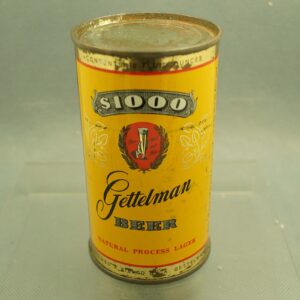 $1000
Gettelman
BEER
NATURAL PROCESS LAGER